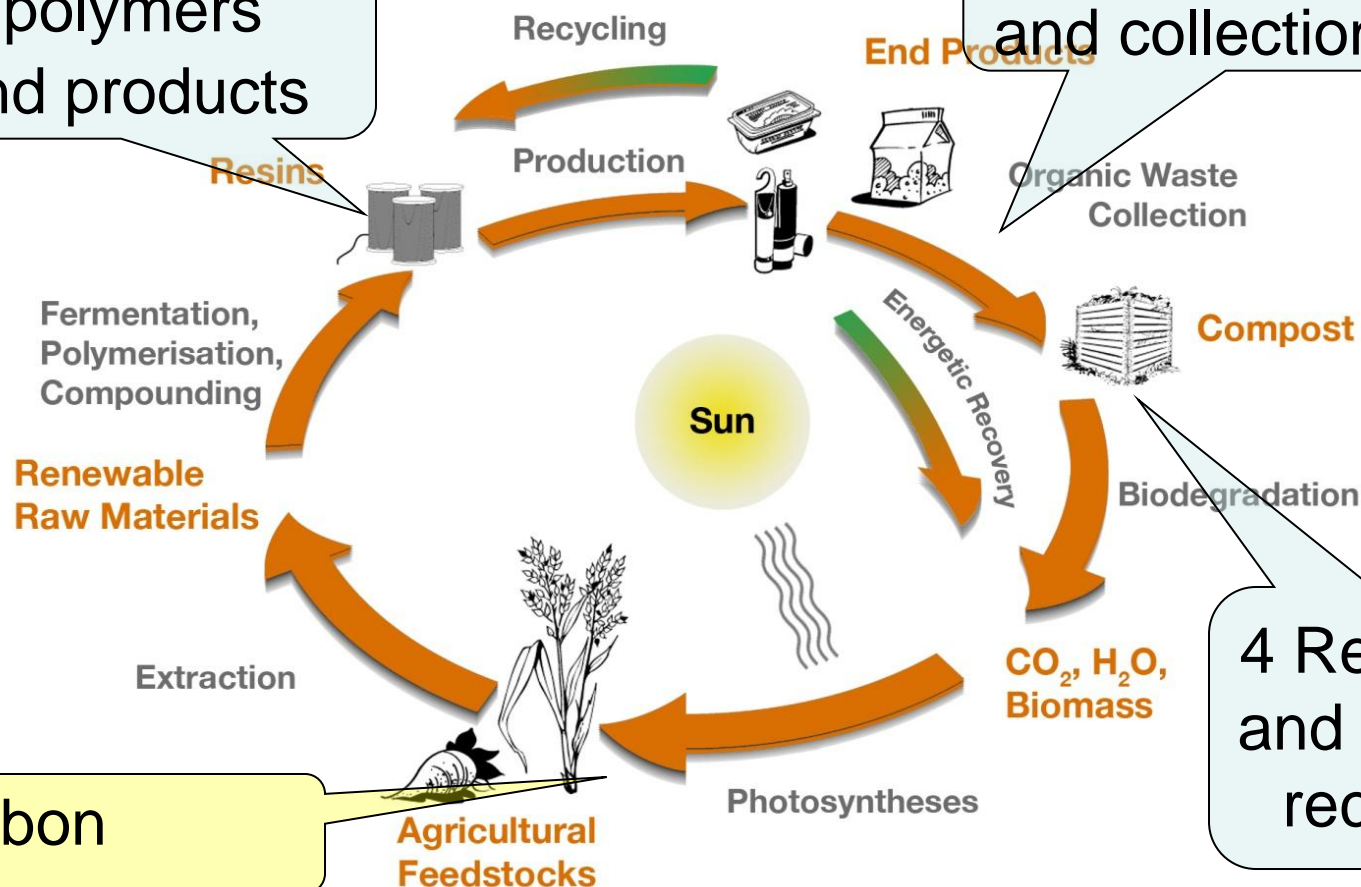 polymers
nd products
Recycling
and collection
End Products
Resins
Production
Organic Waste
Collection
Fermentation,
Polymerisation,
Compounding
Energetic Recovery
Compost
Sun
Renewable
Raw Materials
Biodegradation
Extraction
CO₂, H₂O,
Biomass
4 Re
and
rec
Photosyntheses
bon
Agricultural
Feedstocks